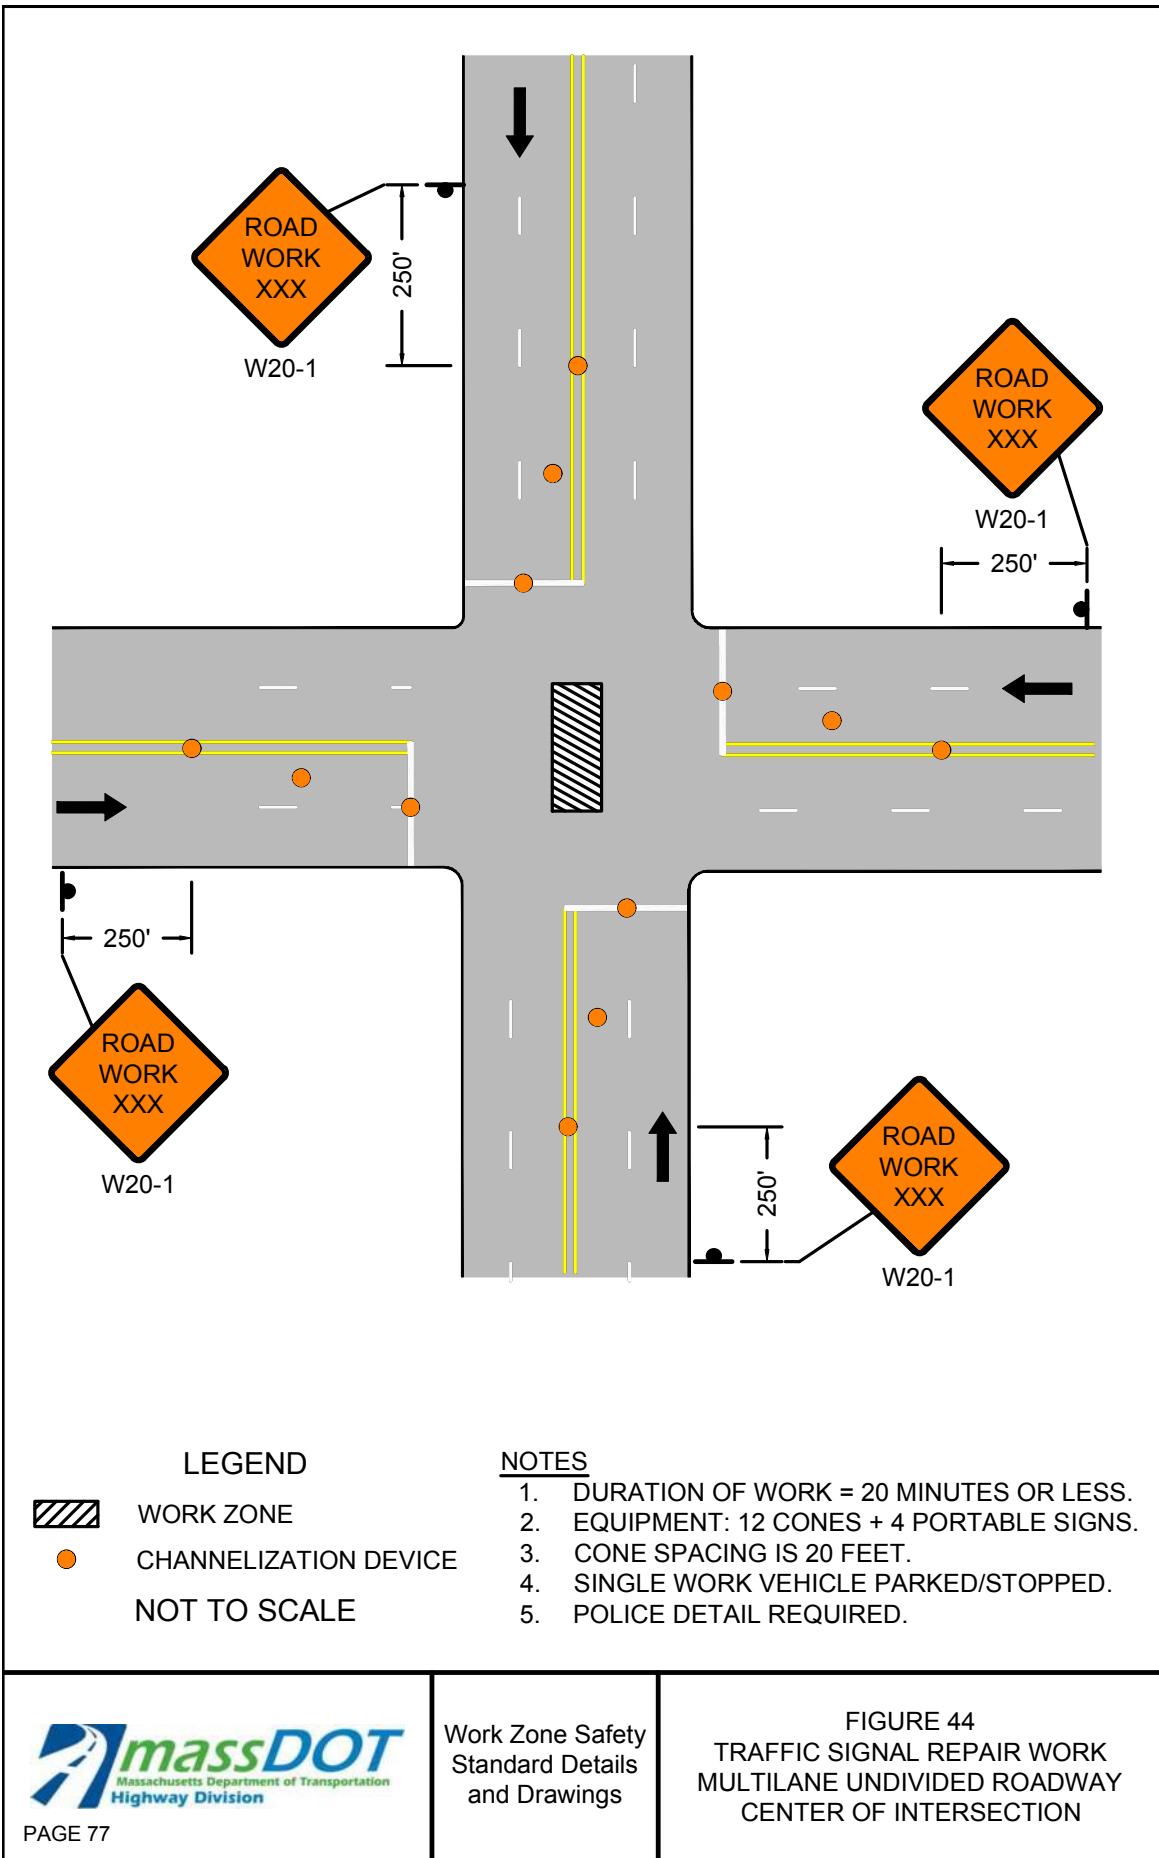 ROAD
WORK
XXX
W20-1
250'
ROAD
WORK
XXX
W20-1
250'
250'
ROAD
WORK
XXX
W20-1
250'
ROAD
WORK
XXX
W20-1
LEGEND
WORK ZONE
CHANNELIZATION DEVICE
NOT TO SCALE
NOTES
1. DURATION OF WORK = 20 MINUTES OR LESS.
2. EQUIPMENT: 12 CONES + 4 PORTABLE SIGNS.
3. CONE SPACING IS 20 FEET.
4. SINGLE WORK VEHICLE PARKED/STOPPED.
5. POLICE DETAIL REQUIRED.
massDOT
Massachusetts Department of Transportation
Highway Division
PAGE 77
Work Zone Safety
Standard Details
and Drawings
FIGURE 44
TRAFFIC SIGNAL REPAIR WORK
MULTILANE UNDIVIDED ROADWAY
CENTER OF INTERSECTION